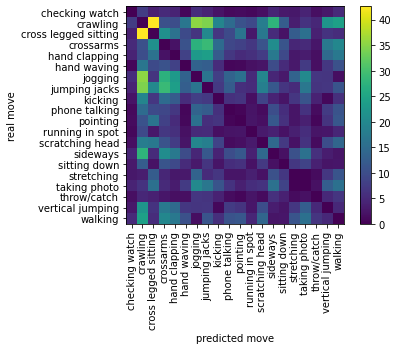 checking watch
crawling
cross legged sitting
crossarms
hand clapping
hand waving
jogging
jumping jacks
kicking
phone talking
pointing
running in spot
scratching head
sideways
sitting down
stretching
taking photo
throw/catch
vertical jumping
walking
real move
checking watch
crawling
cross legged sitting
crossarms
hand clapping
hand waving
jogging
jumping jacks
kicking
phone talking
pointing
running in spot
scratching head
sideways
sitting down
stretching
taking photo
throw/catch
vertical jumping
walking
predicted move
40
35
30
25
20
15
10
5
0